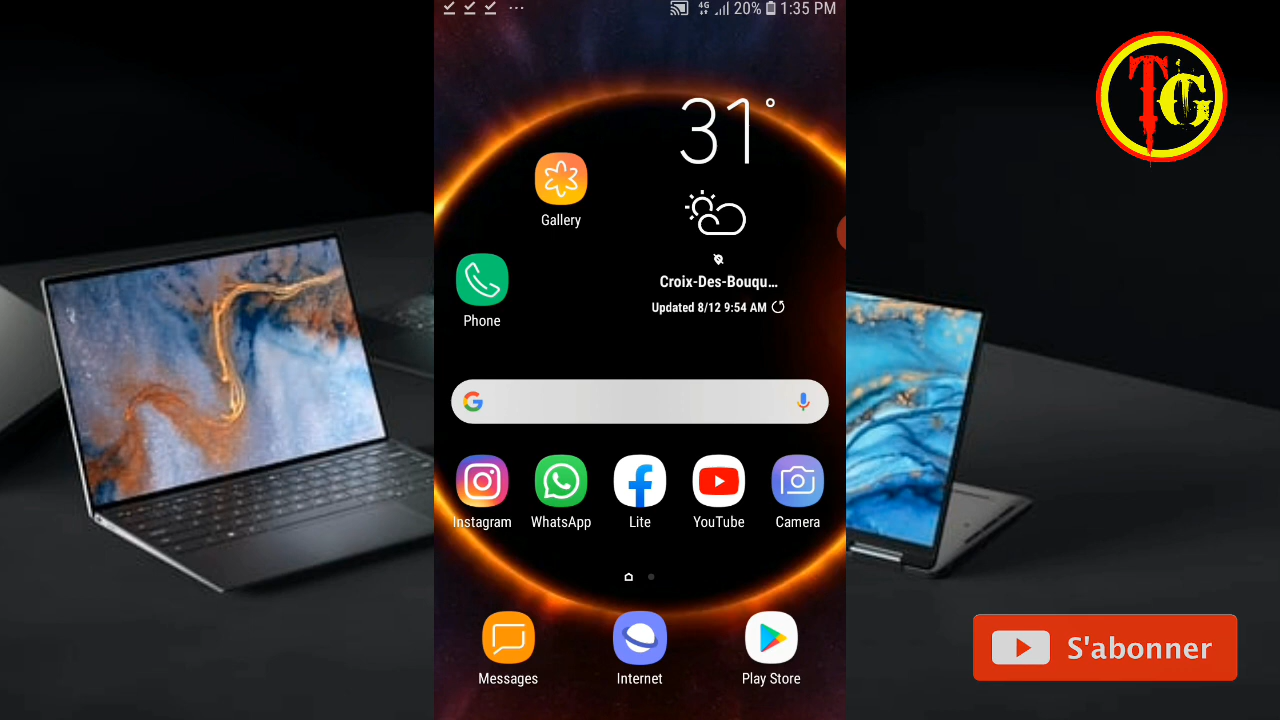 4G 20% 1:35 PM
TG
31°
Gallery
Croix-Des-Bouqu...
Updated 8/12 9:54 AM
Phone
Instagram WhatsApp Lite YouTube Camera
Messages Internet Play Store
S'abonner